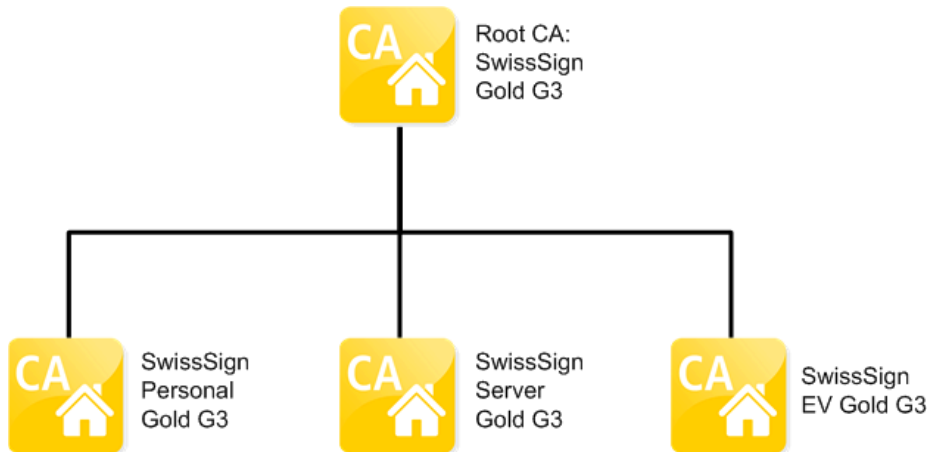 CA
Root CA:
SwissSign
Gold G3
CA
SwissSign
Personal
Gold G3
CA
SwissSign
Server
Gold G3
CA
SwissSign
EV Gold G3